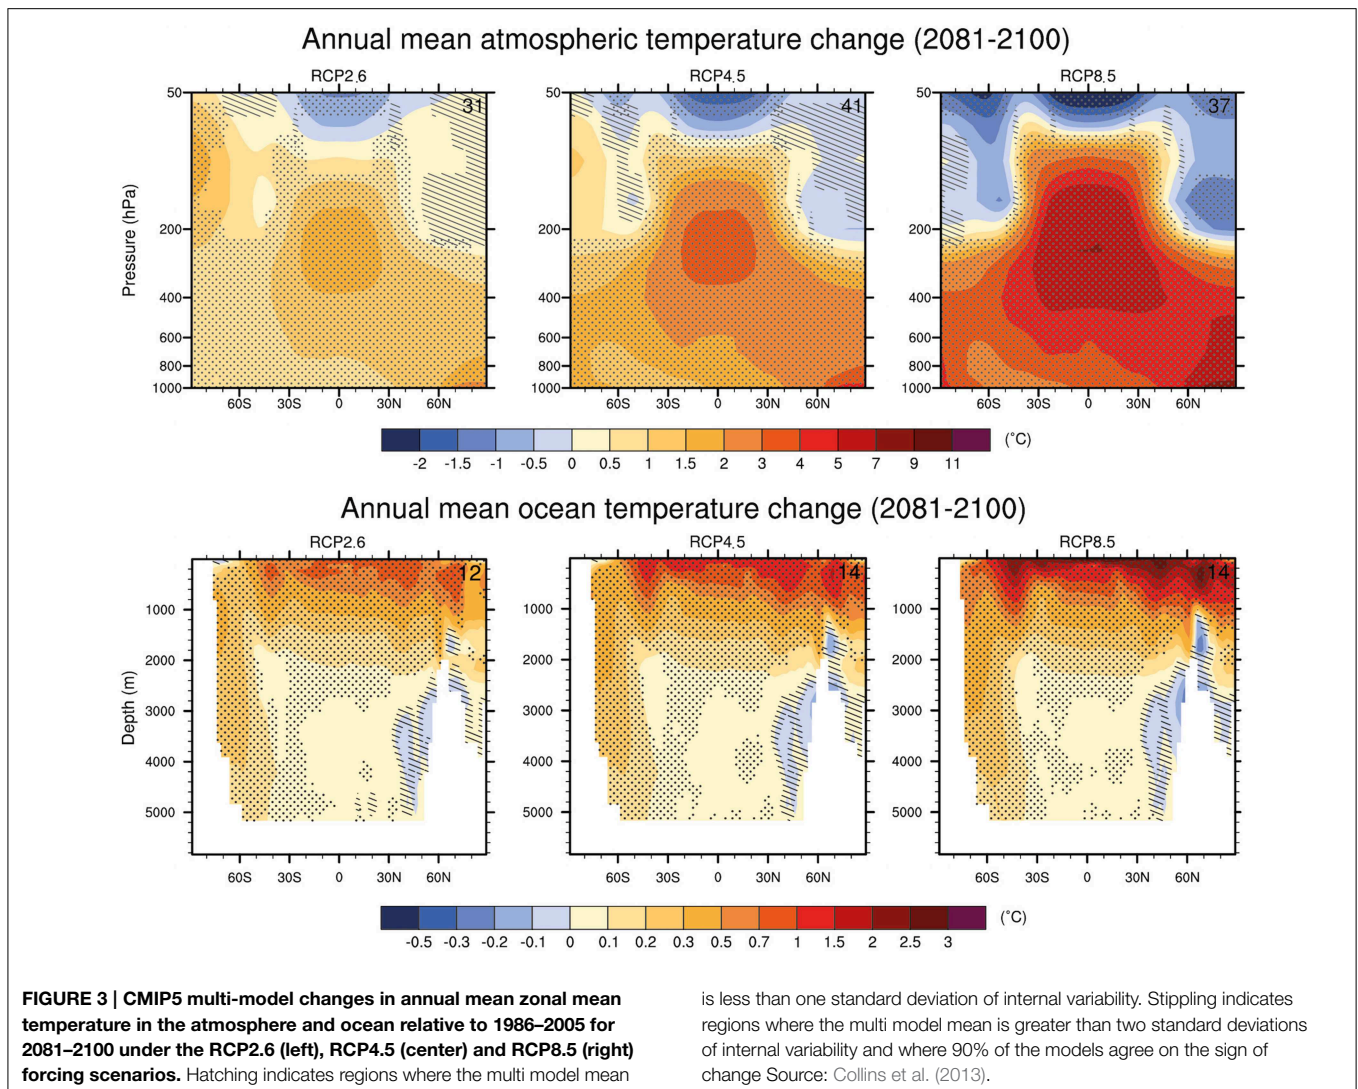 Annual mean atmospheric temperature change (2081-2100)
RCP2.6
RCP4.5
RCP8.5
50
200
400
600
800
1000
Pressure (hPa)
31
60S 30S 0 30N 60N
50
200
400
600
800
1000
41
60S 30S 0 30N 60N
50
200
400
600
800
1000
37
60S 30S 0 30N 60N
(°C)
-2 -1.5 -1 -0.5 0 0.5 1 1.5 2 3 4 5 7 9 11
Annual mean ocean temperature change (2081-2100)
RCP2.6
RCP4.5
RCP8.5
1000
2000
3000
4000
5000
Depth (m)
12
60S 30S 0 30N 60N
1000
2000
3000
4000
5000
14
60S 30S 0 30N 60N
1000
2000
3000
4000
5000
14
60S 30S 0 30N 60N
(°C)
-0.5 -0.3 -0.2 -0.1 0 0.1 0.2 0.3 0.5 0.7 1 1.5 2 2.5 3
FIGURE 3 | CMIP5 multi-model changes in annual mean zonal mean
temperature in the atmosphere and ocean relative to 1986–2005 for
2081–2100 under the RCP2.6 (left), RCP4.5 (center) and RCP8.5 (right)
forcing scenarios. Hatching indicates regions where the multi model mean
is less than one standard deviation of internal variability. Stippling indicates
regions where the multi model mean is greater than two standard deviations
of internal variability and where 90% of the models agree on the sign of
change Source: Collins et al. (2013).